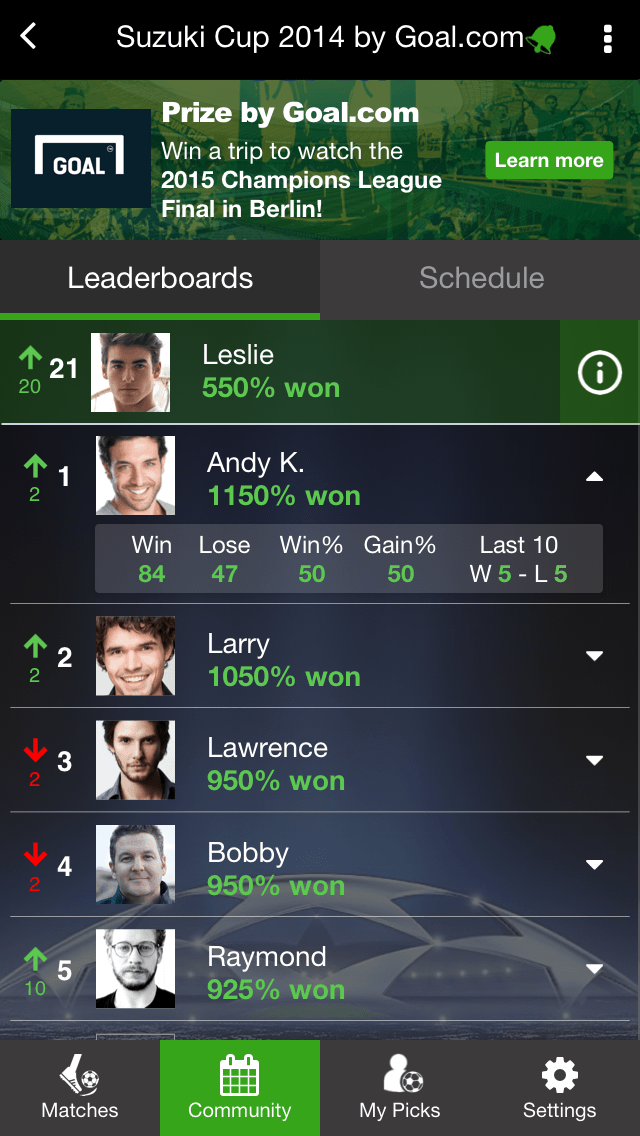 Suzuki Cup 2014 by Goal.com
GOAL
Prize by Goal.com
Win a trip to watch the
2015 Champions League
Final in Berlin!
Learn more
Leaderboards
Schedule
20
21
Leslie
550% won
2
1
Andy K.
1150% won
Win Lose Win% Gain% Last 10
84 47 50 50 W 5 - L 5
2
2
Larry
1050% won
2
3
Lawrence
950% won
2
4
Bobby
950% won
10
5
Raymond
925% won
Matches
Community
My Picks
Settings